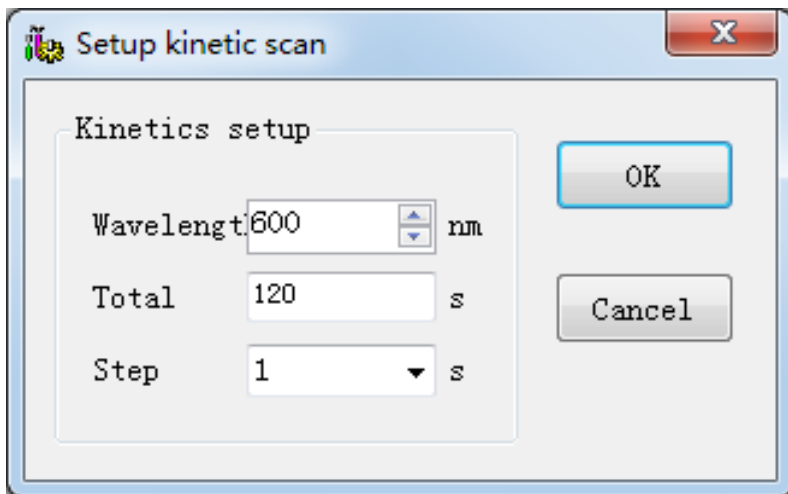 Setup kinetic scan
Kinetics setup
Wavelengt 600 nm
Total 120 s
Step 1 s
OK
Cancel